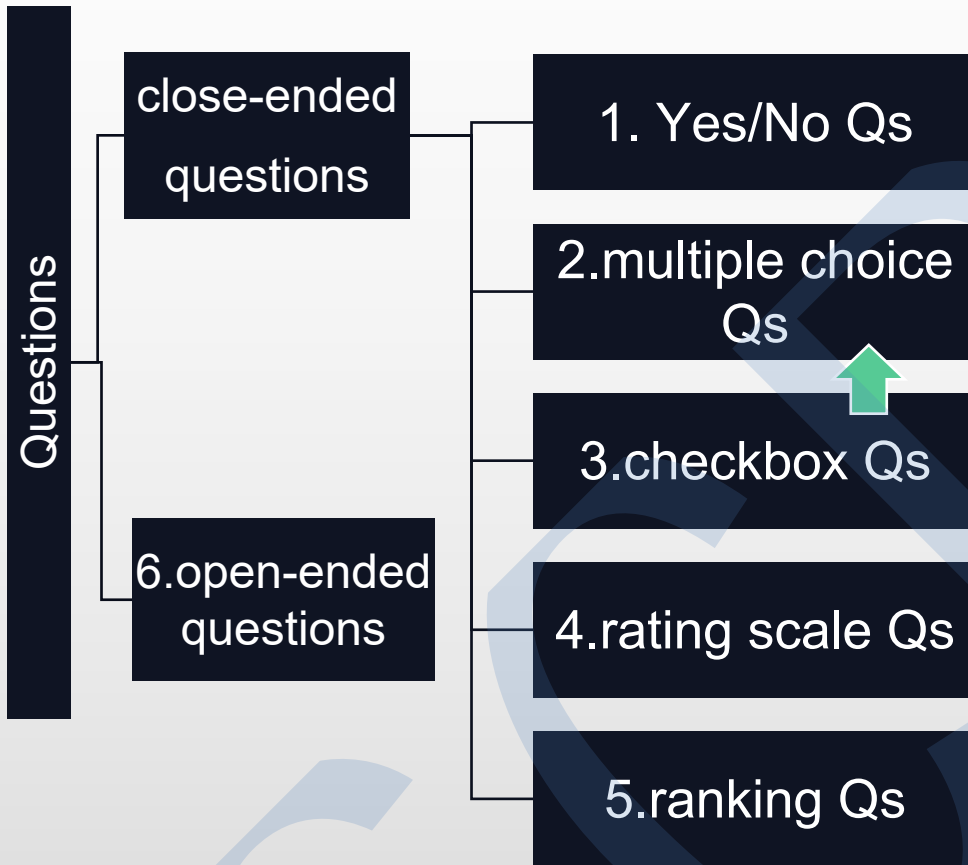 Questions
close-ended
questions
1. Yes/No Qs
2.multiple choice
Qs
3.checkbox Qs
4.rating scale Qs
5.ranking Qs
6.open-ended
questions